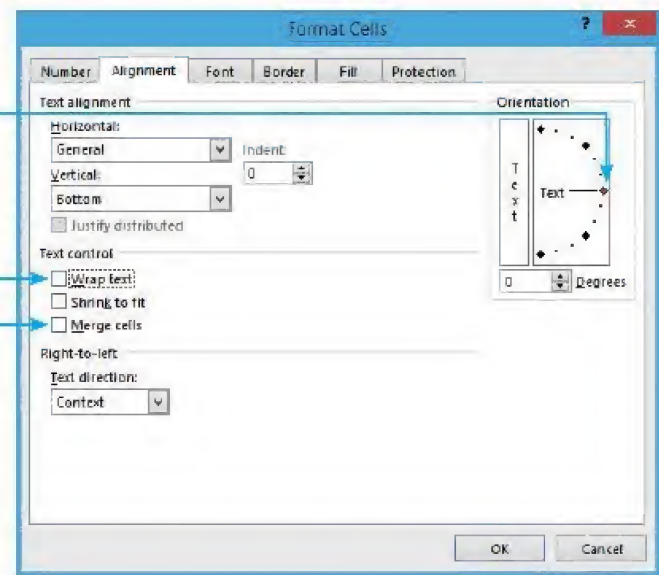 Format Cells ?
Number Alignment Font Border Fill Protection
Text alignment
Horizontal:
General
Indent:
0
Vertical:
Bottom
Justify distributed
Text control
Wrap text
Shrink to fit
Merge cells
Right-to-left
Text direction:
Context
Orientation
Text
Text
0 Degrees
OK Cancel